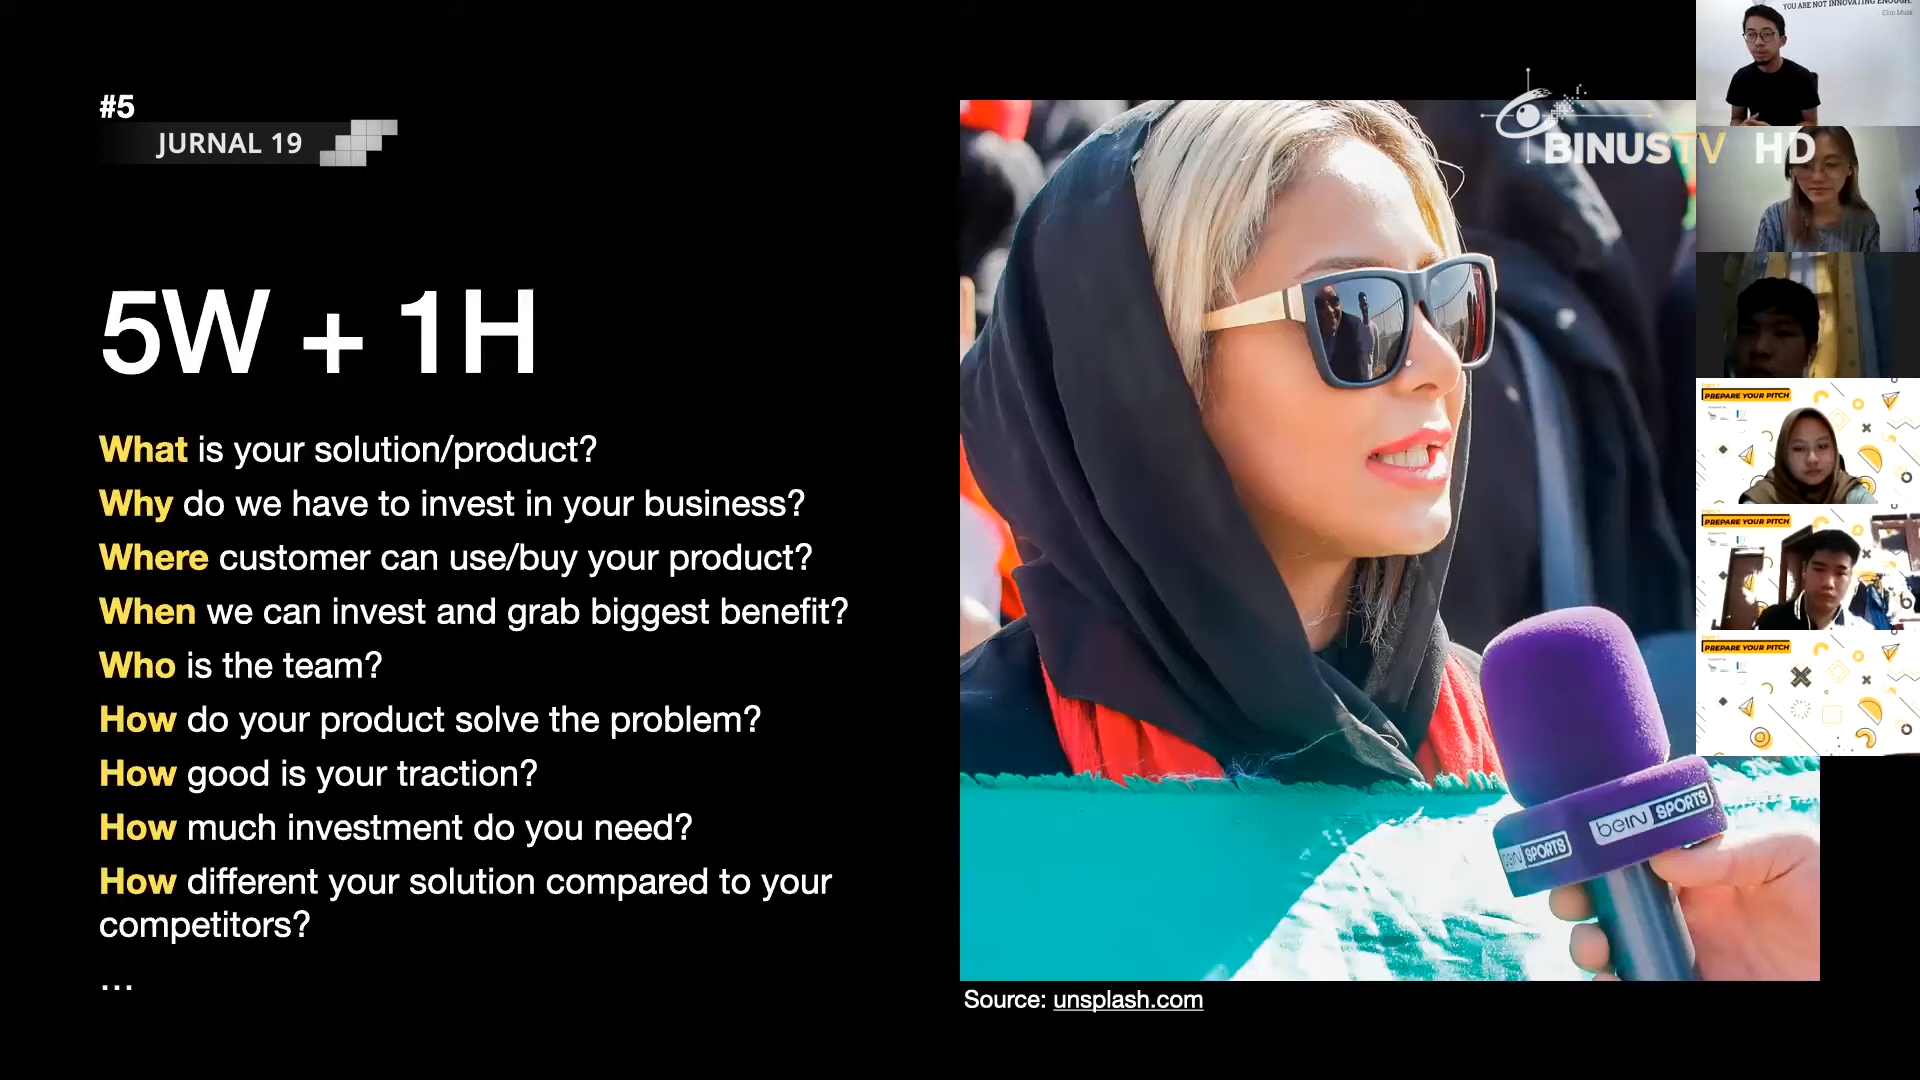 YOU ARE NOT INNOVATING ENOUGH.
Elon Musk
#5
JURNAL 19
BINUSTV HD
5W + 1H
What is your solution/product?
Why do we have to invest in your business?
Where customer can use/buy your product?
When we can invest and grab biggest benefit?
Who is the team?
How do your product solve the problem?
How good is your traction?
How much investment do you need?
How different your solution compared to your
competitors?
...
PREPARE YOUR PITCH
PREPARE YOUR PITCH
PREPARE YOUR PITCH
beIN SPORTS
beIN SPORTS
Source: unsplash.com